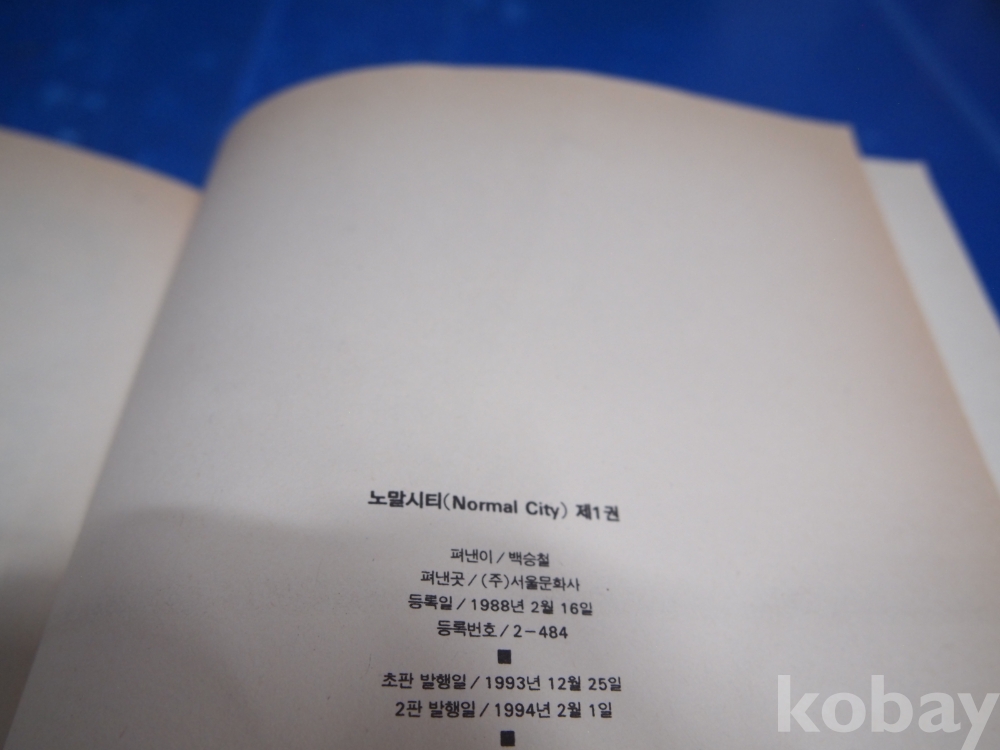 노말시티(Normal City) 제1권
펴낸이/백승철
펴낸곳/(주)서울문화사
등록일/1988년 2월 16일
등록번호/2-484
초판 발행일/1993년 12월 25일
2판 발행일/1994년 2월 1일
kobay